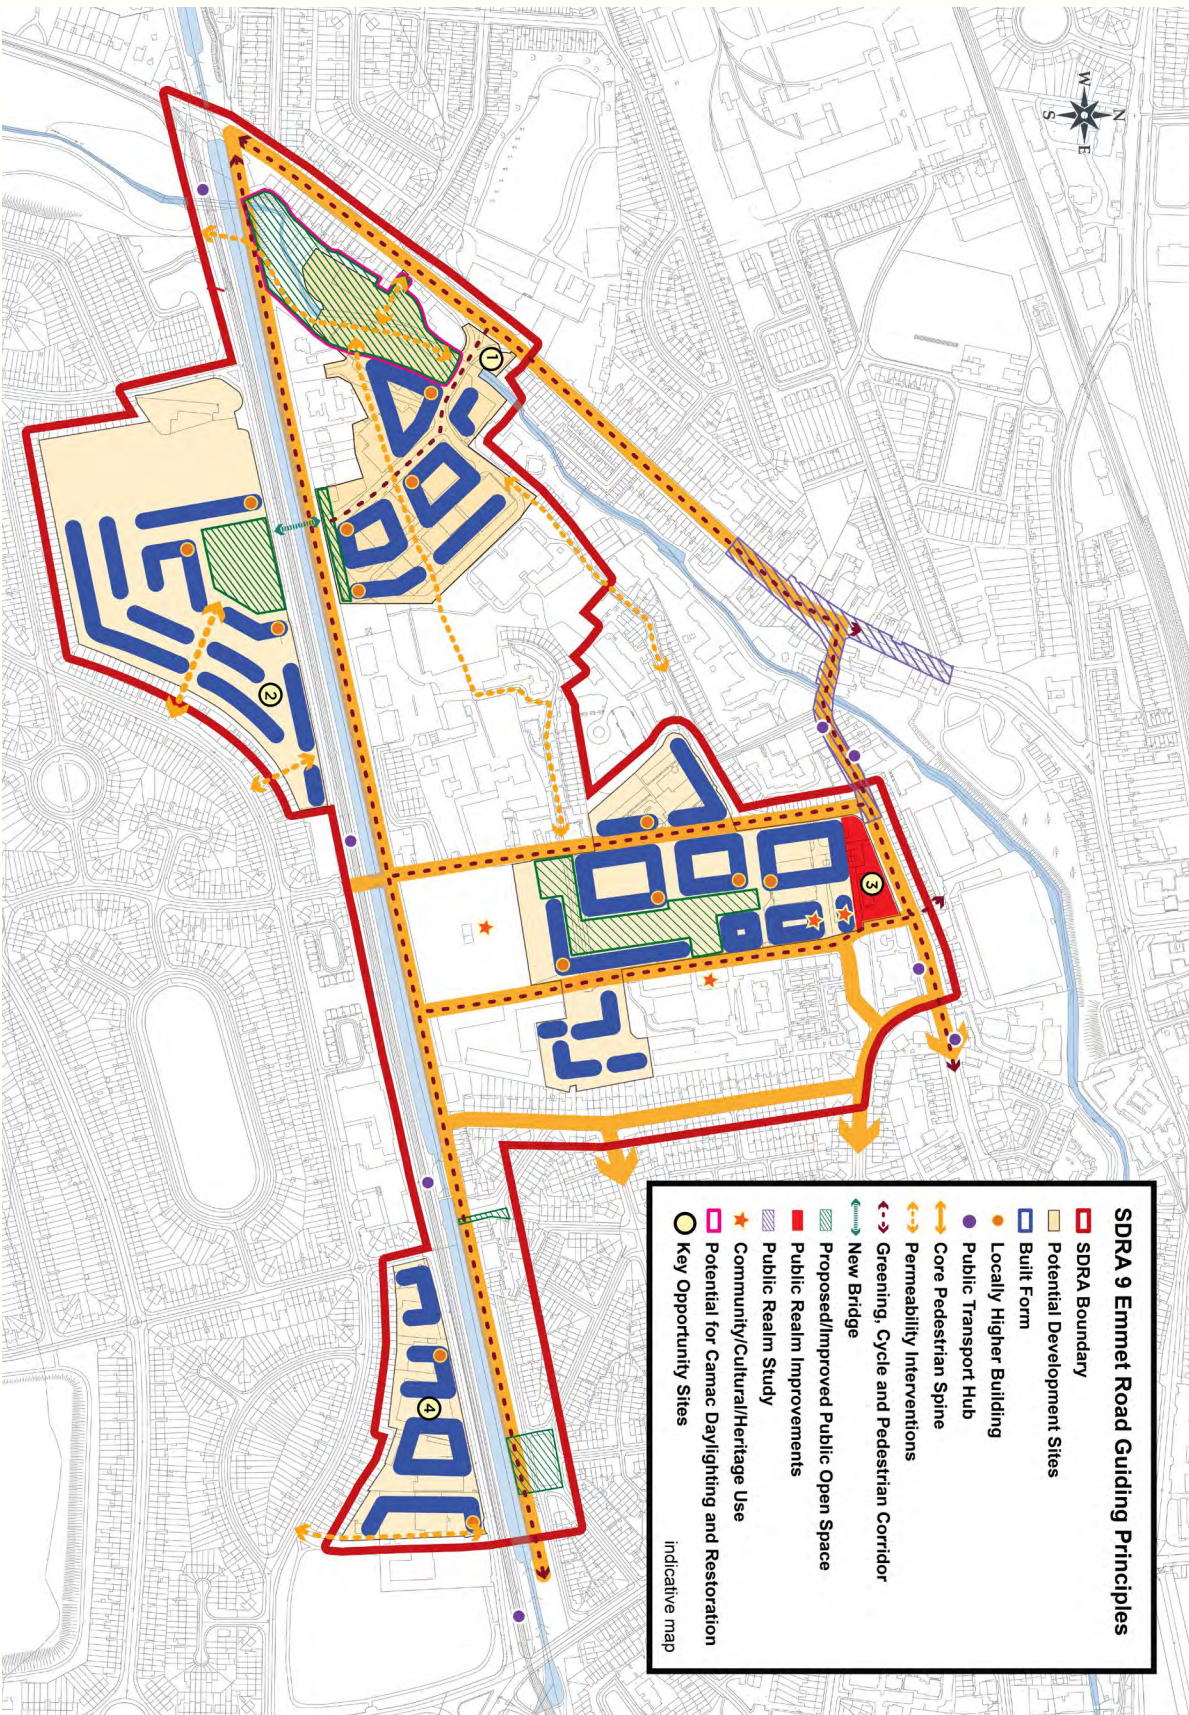 SDRA 9 Emmet Road Guiding Principles
SDRA Boundary
Potential Development Sites
Built Form
Locally Higher Building
Public Transport Hub
Core Pedestrian Spine
Permeability Interventions
Greening, Cycle and Pedestrian Corridor
New Bridge
Proposed/Improved Public Open Space
Public Realm Improvements
Public Realm Study
Community/Cultural/Heritage Use
Potential for Camac Daylighting and Restoration
Key Opportunity Sites
indicative map
N
W
E
S
1
2
3
4